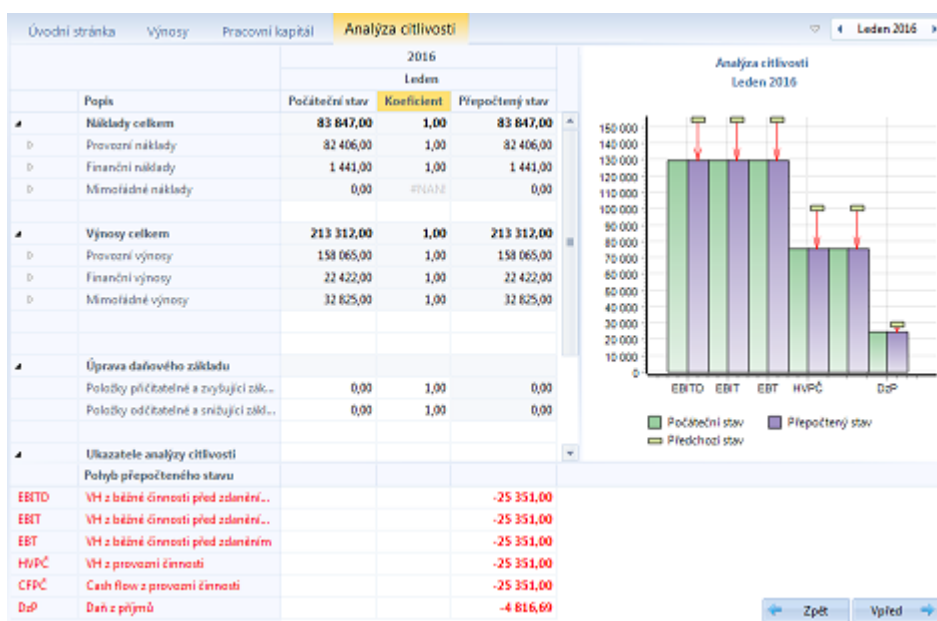 Úvodní stránka Výnosy Pracovní kapitál Analýza citlivosti Leden 2016
2016
Leden
Popis Počáteční stav Koeficient Přepočtený stav
Náklady celkem 83 847,00 1,00 83 847,00
Provozní náklady 82 406,00 1,00 82 406,00
Finanční náklady 1 441,00 1,00 1 441,00
Mimořádné náklady 0,00 #NAN! 0,00
Výnosy celkem 213 312,00 1,00 213 312,00
Provozní výnosy 158 065,00 1,00 158 065,00
Finanční výnosy 22 422,00 1,00 22 422,00
Mimořádné výnosy 32 825,00 1,00 32 825,00
Úprava daňového základu
Položky přičitatelné a zvyšující zák... 0,00 1,00 0,00
Položky odčitatelné a snižující zákl... 0,00 1,00 0,00
Ukazatele analýzy citlivosti
Pohyb přepočteného stavu
EBITD VH z běžné činnosti před zdanění... -25 351,00
EBIT VH z běžné činnosti před zdanění... -25 351,00
EBT VH z běžné činnosti před zdaněním -25 351,00
HVPČ VH z provozní činnosti -25 351,00
CFPČ Cash flow z provozní činnosti -25 351,00
DzP Daň z příjmů -4 816,69
Analýza citlivosti
Leden 2016
150 000
140 000
130 000
120 000
110 000
100 000
90 000
80 000
70 000
60 000
50 000
40 000
30 000
20 000
10 000
0
EBITD EBIT EBT HVPČ DzP
Počáteční stav Přepočtený stav
Předchozí stav
Zpět Vpřed